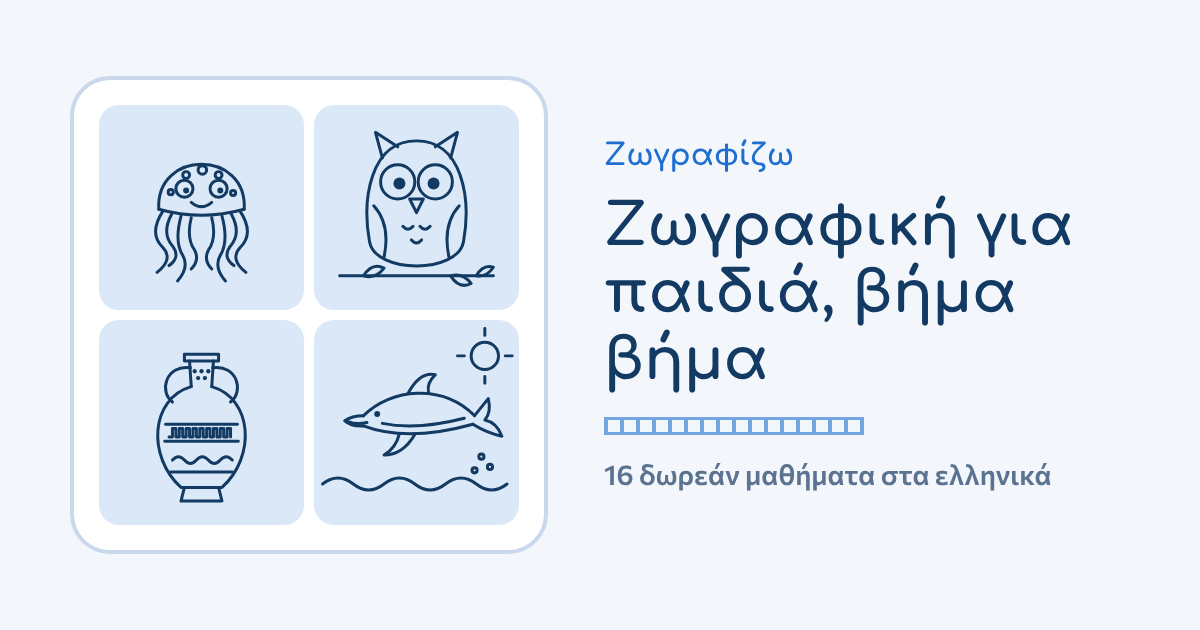 Ζωγραφίζω
Ζωγραφική για
παιδιά, βήμα
βήμα
16 δωρεάν μαθήματα στα ελληνικά